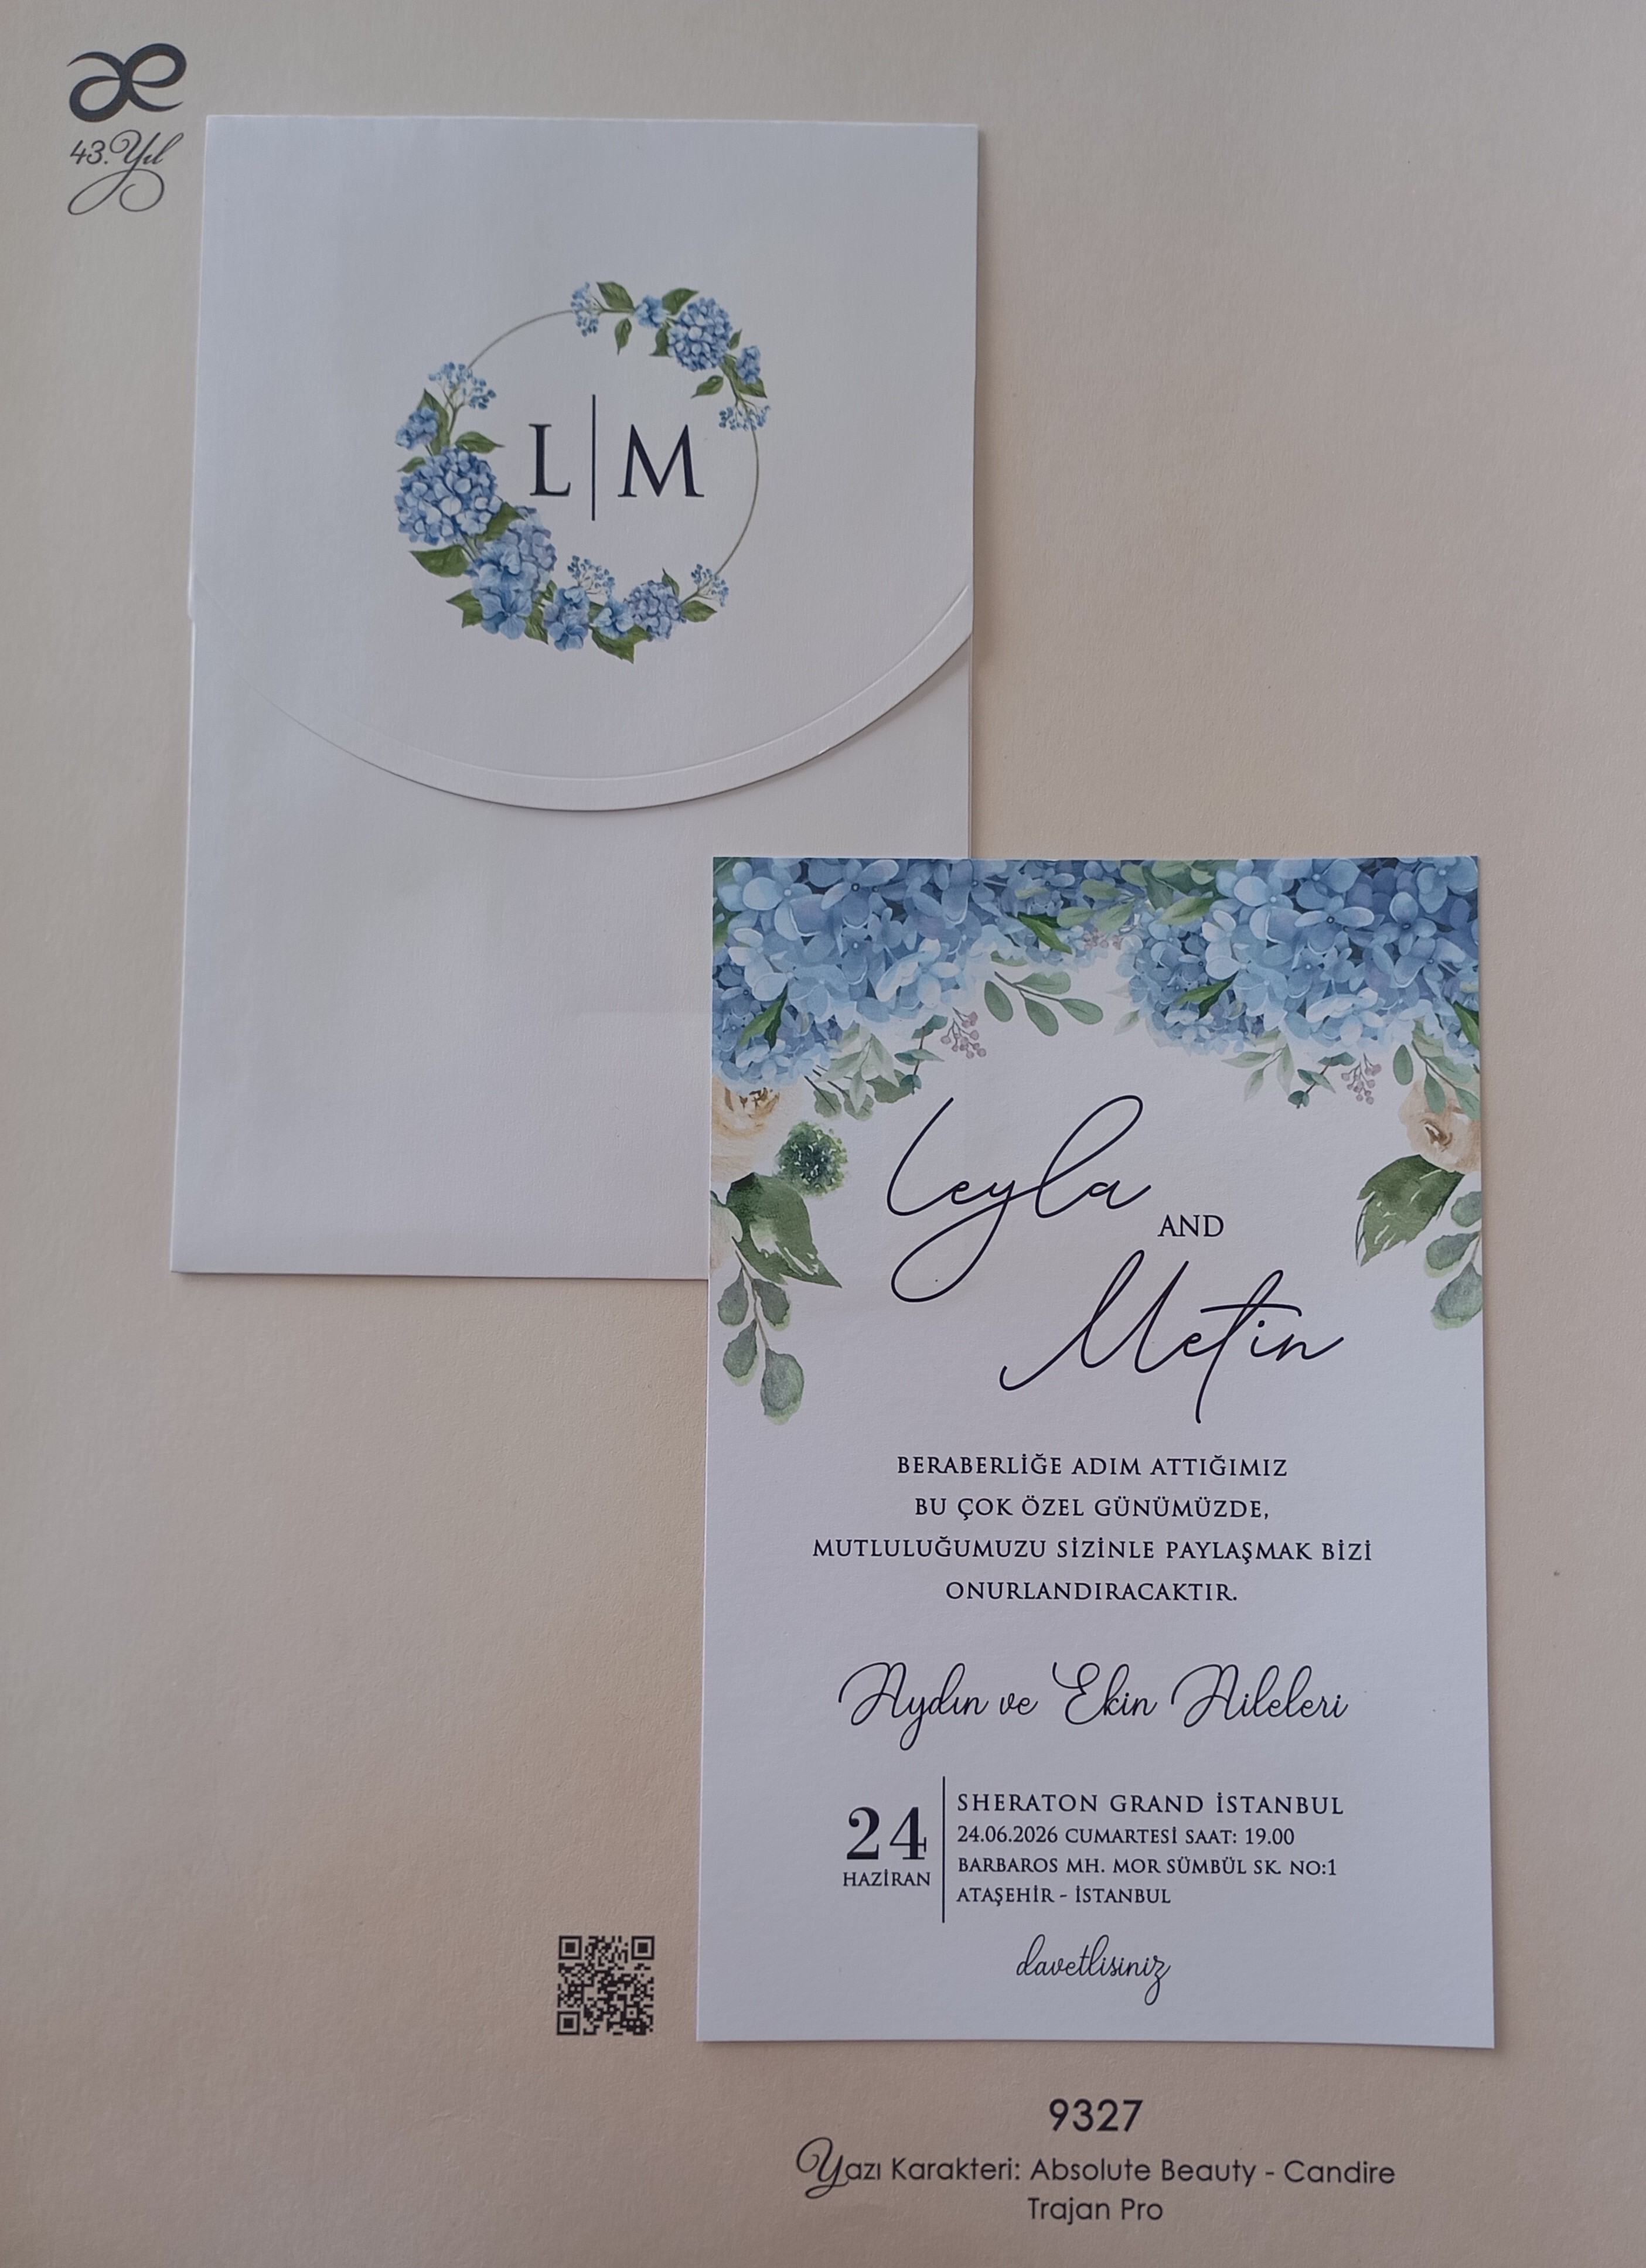 43. Yıl
L | M
Leyla
AND
Metin
BERABERLİĞE ADIM ATTIĞIMIZ
BU ÇOK ÖZEL GÜNÜMÜZDE,
MUTLULUĞUMUZU SİZİNLE PAYLAŞMAK BİZİ
ONURLANDIRACAKTIR.
Aydın ve Ekin Aileleri
24
HAZİRAN
SHERATON GRAND İSTANBUL
24.06.2026 CUMARTESİ SAAT: 19.00
BARBAROS MH. MOR SÜMBÜL SK. NO:1
ATAŞEHİR - İSTANBUL
davetlisiniz
9327
Yazı Karakteri: Absolute Beauty - Candire
Trajan Pro